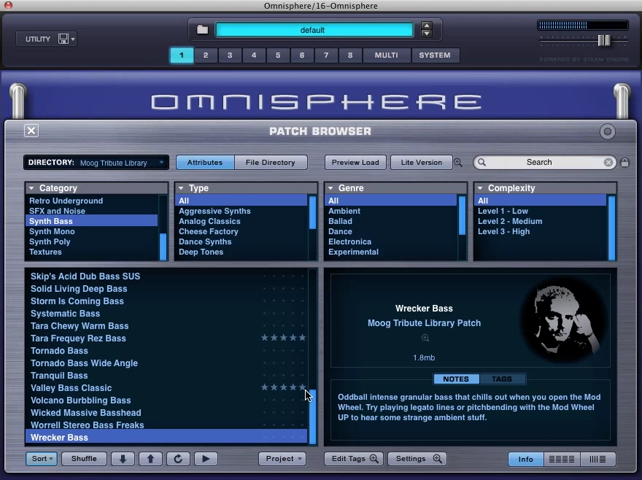 Omnisphere/16-Omnisphere
UTILITY
default
1 2 3 4 5 6 7 8 MULTI SYSTEM
POWERED BY STEAM ENGINE
OMNISPHERE
PATCH BROWSER
DIRECTORY: Moog Tribute Library Attributes File Directory Preview Load Lite Version Search
Category Type Genre Complexity
Retro Underground
SFX and Noise
Synth Bass
Synth Mono
Synth Poly
Textures
All
Aggressive Synths
Analog Classics
Cheese Factory
Dance Synths
Deep Tones
All
Ambient
Ballad
Dance
Electronica
Experimental
All
Level 1 - Low
Level 2 - Medium
Level 3 - High
Skip's Acid Dub Bass SUS
Solid Living Deep Bass
Storm Is Coming Bass
Systematic Bass
Tara Chewy Warm Bass
Tara Frequey Rez Bass
Tornado Bass
Tornado Bass Wide Angle
Tranquil Bass
Valley Bass Classic
Volcano Burbbling Bass
Wicked Massive Basshead
Worrell Stereo Bass Freaks
Wrecker Bass
Wrecker Bass
Moog Tribute Library Patch
1.8mb
NOTES TAGS
Oddball intense granular bass that chills out when you open the Mod
Wheel. Try playing legato lines or pitchbending with the Mod Wheel
UP to hear some strange ambient stuff.
Sort Shuffle Project Edit Tags Settings Info